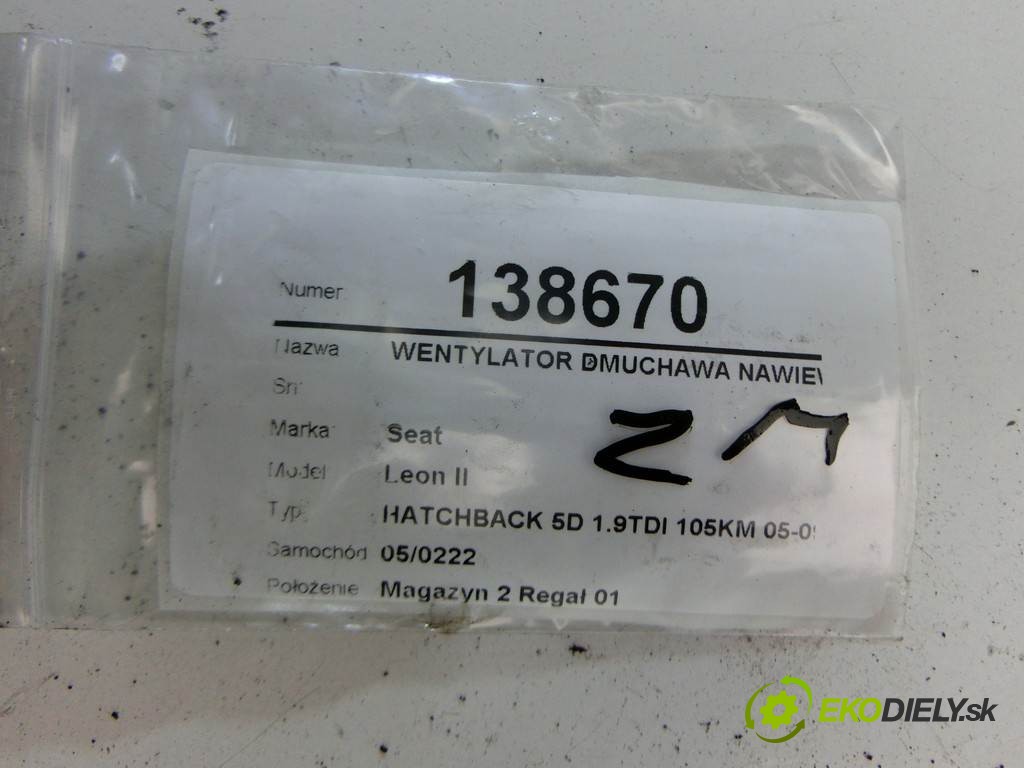 Numer 138670
Nazwa WENTYLATOR DMUCHAWA NAWIEW
Sn
Marka Seat
Model Leon II
Typ HATCHBACK 5D 1.9TDI 105KM 05-09
Samochód 05/0222
Położenie Magazyn 2 Regał 01
EKODIELY.sk